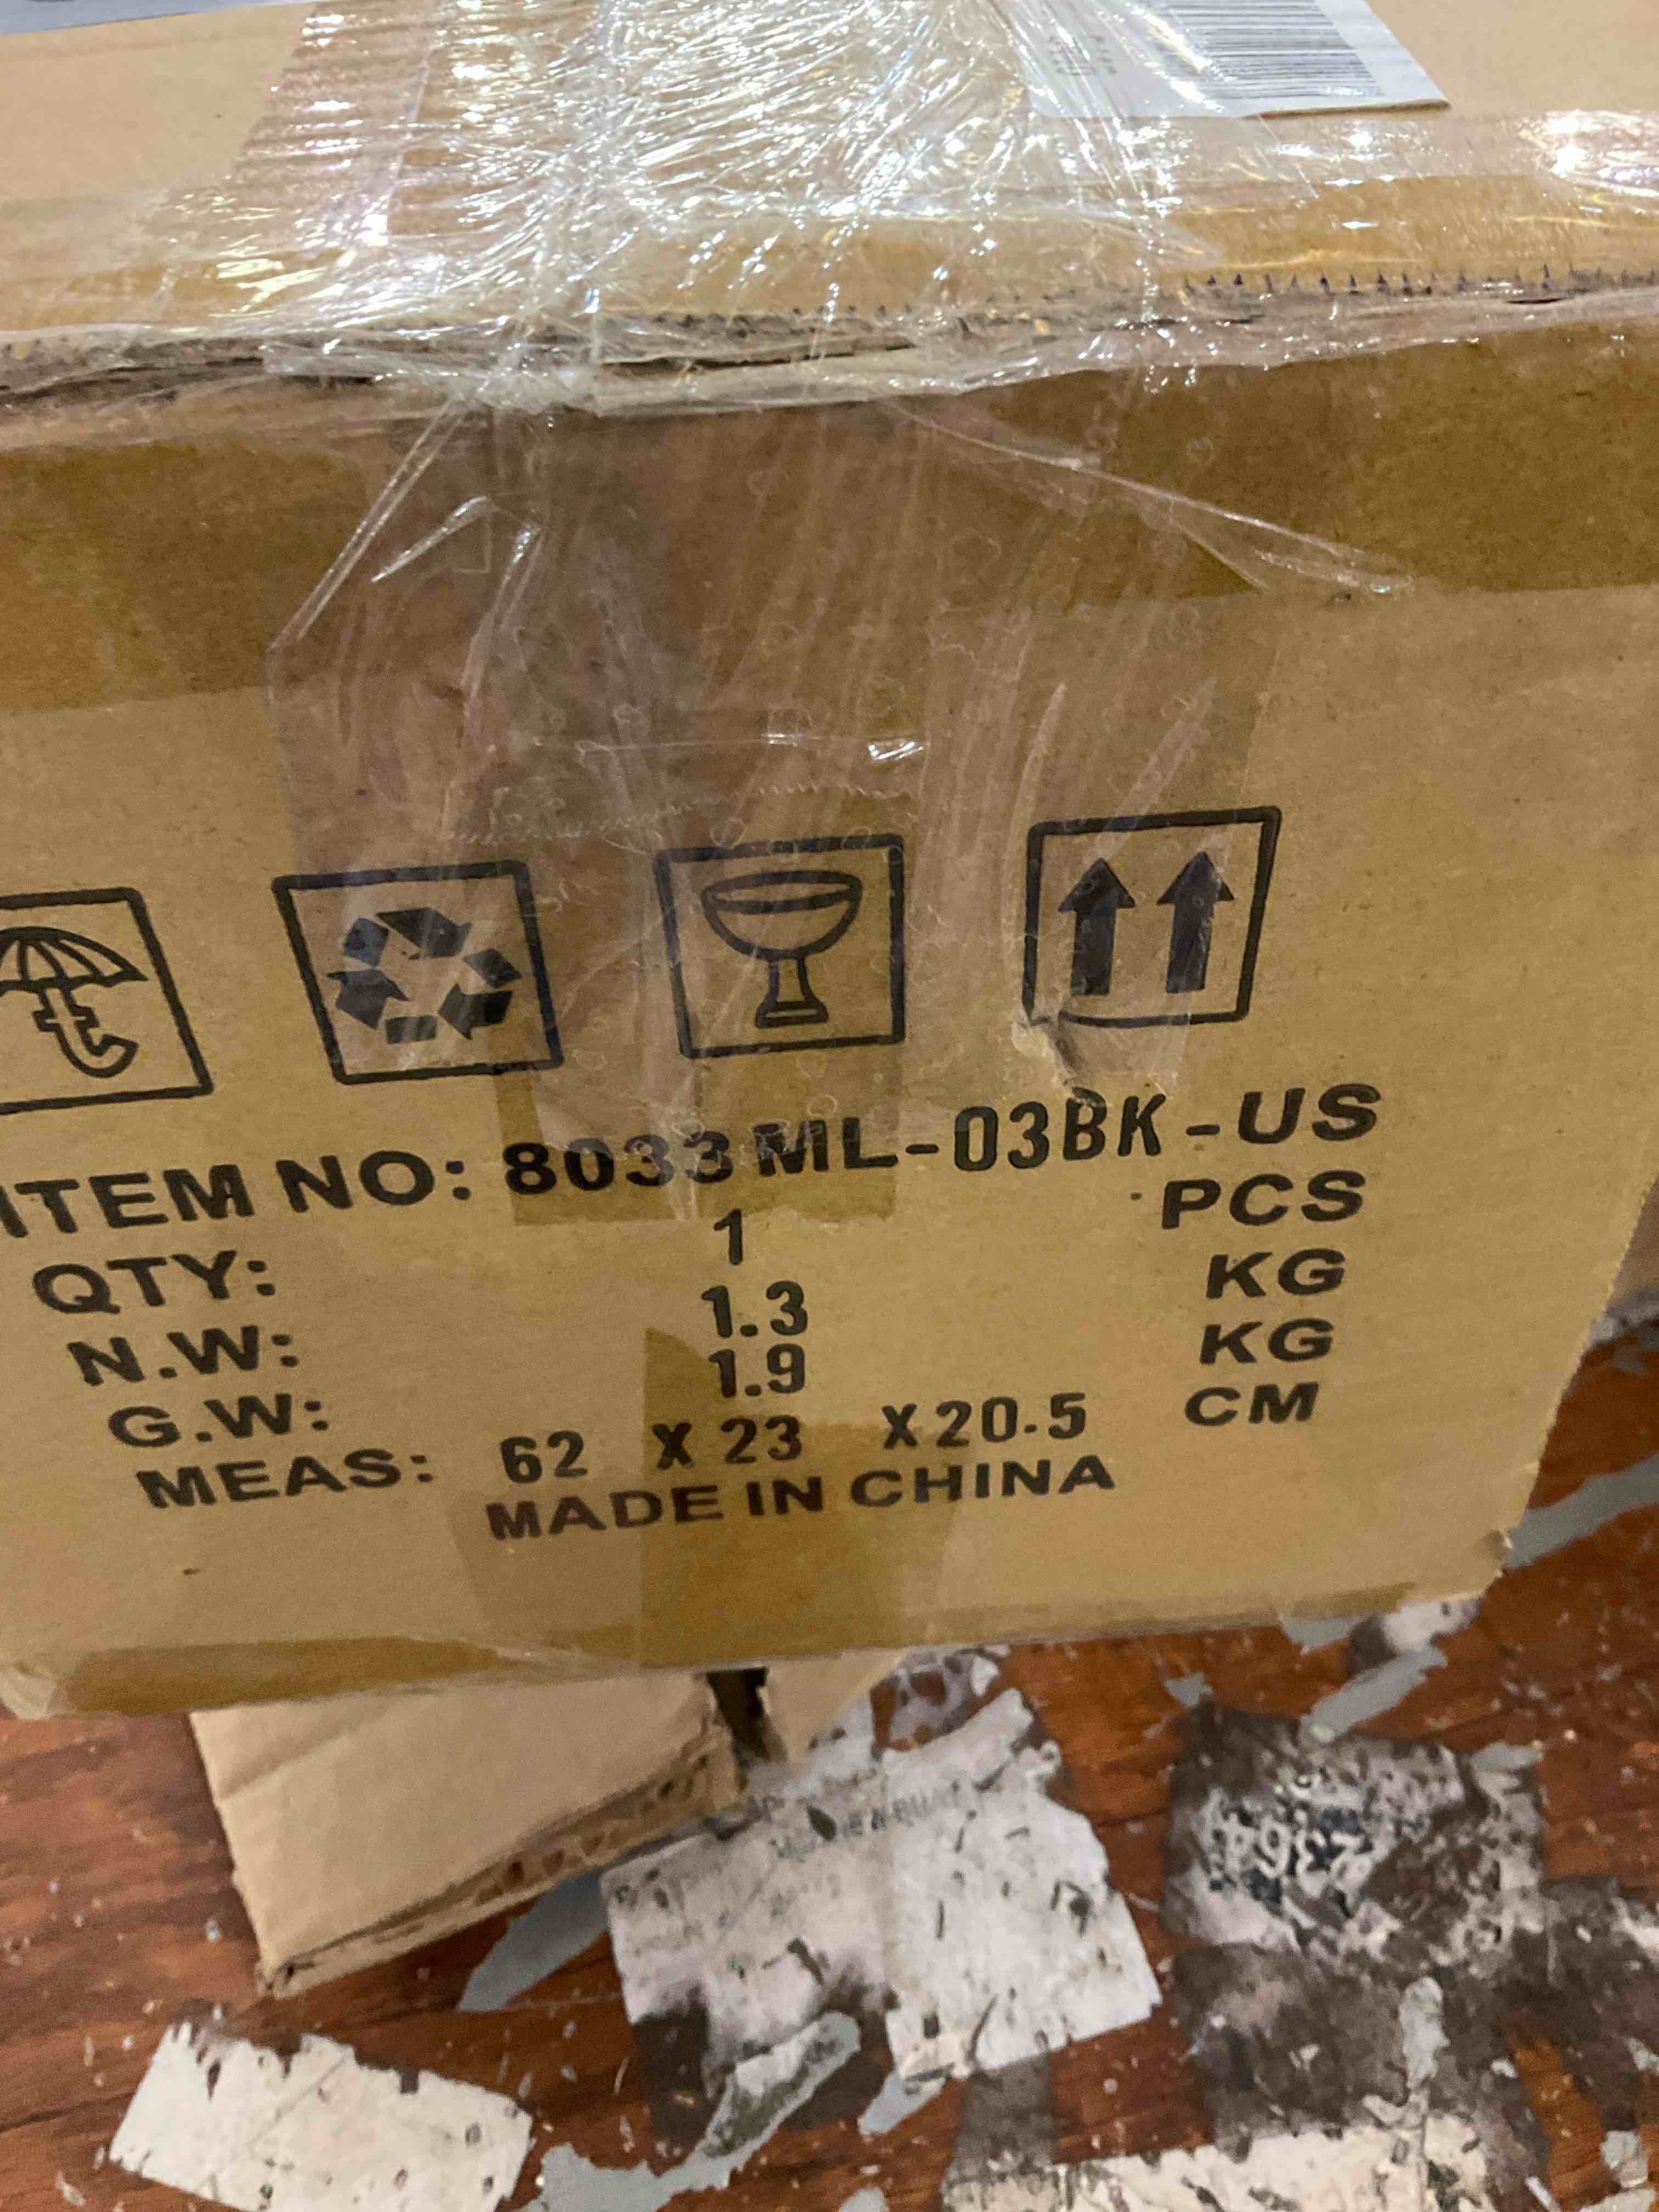 ITEM NO: 8033ML-03BK-US
QTY: 1 PCS
N.W: 1.3 KG
G.W: 1.9 KG
MEAS: 62 X 23 X 20.5 CM
MADE IN CHINA